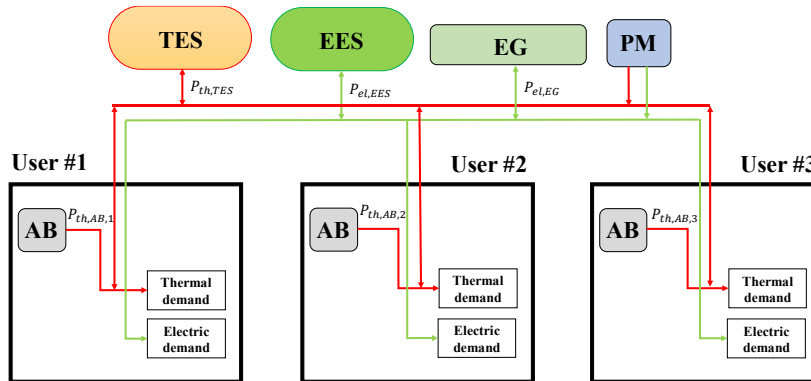 TES
EES
EG
PM
P_{th,TES}
P_{el,EES}
P_{el,EG}
User #1
User #2
User #3
AB
P_{th,AB,1}
AB
P_{th,AB,2}
AB
P_{th,AB,3}
Thermal
demand
Thermal
demand
Thermal
demand
Electric
demand
Electric
demand
Electric
demand